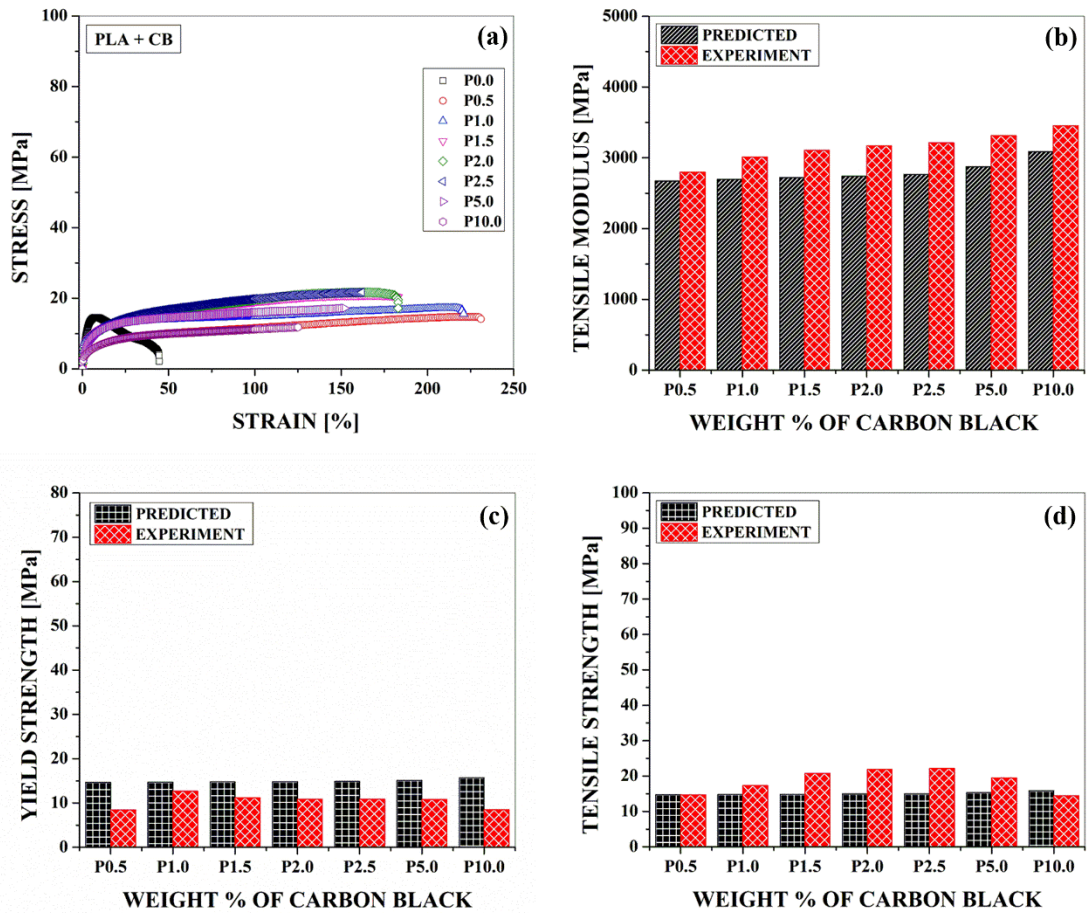 (a)
PLA + CB
P0.0
P0.5
P1.0
P1.5
P2.0
P2.5
P5.0
P10.0
STRESS [MPa]
100
80
60
40
20
0
0 50 100 150 200 250
STRAIN [%]
(b)
PREDICTED
EXPERIMENT
TENSILE MODULUS [MPa]
5000
4000
3000
2000
1000
0
P0.5 P1.0 P1.5 P2.0 P2.5 P5.0 P10.0
WEIGHT % OF CARBON BLACK
(c)
PREDICTED
EXPERIMENT
YIELD STRENGTH [MPa]
80
70
60
50
40
30
20
10
0
P0.5 P1.0 P1.5 P2.0 P2.5 P5.0 P10.0
WEIGHT % OF CARBON BLACK
(d)
PREDICTED
EXPERIMENT
TENSILE STRENGTH [MPa]
100
90
80
70
60
50
40
30
20
10
0
P0.5 P1.0 P1.5 P2.0 P2.5 P5.0 P10.0
WEIGHT % OF CARBON BLACK